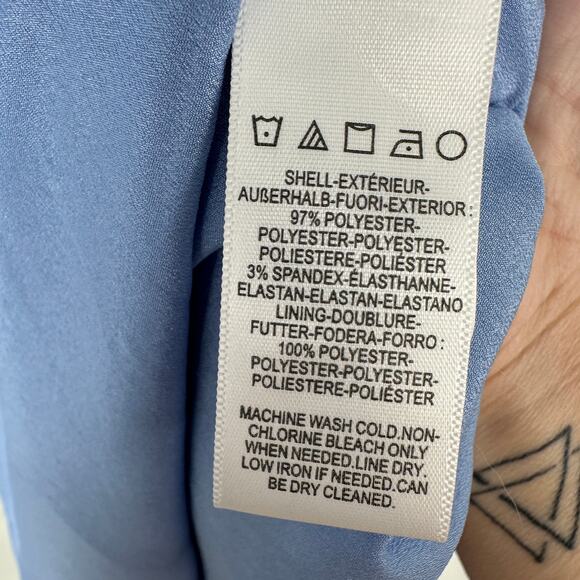 SHELL-EXTÉRIEUR-
AUßERHALB-FUORI-EXTERIOR :
97% POLYESTER-
POLYESTER-POLYESTER-
POLIESTERE-POLIÉSTER
3% SPANDEX-ÉLASTHANNE-
ELASTAN-ELASTAN-ELASTANO
LINING-DOUBLURE-
FUTTER-FODERA-FORRO :
100% POLYESTER-
POLYESTER-POLYESTER-
POLIESTERE-POLIÉSTER
MACHINE WASH COLD.NON-
CHLORINE BLEACH ONLY
WHEN NEEDED.LINE DRY.
LOW IRON IF NEEDED.CAN
BE DRY CLEANED.